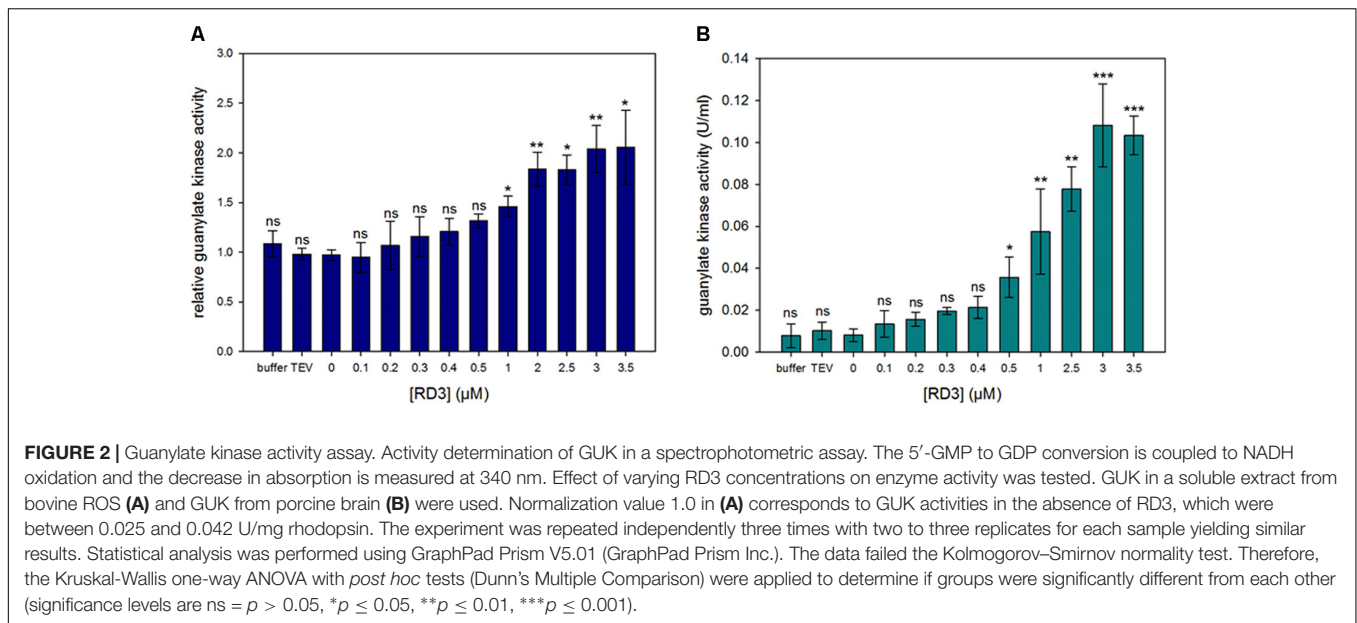 A
B
relative guanylate kinase activity
3.0
2.5
2.0
1.5
1.0
0.5
0.0
ns
ns
ns
ns
ns
ns
ns
*
**
*
**
*
buffer TEV 0 0.1 0.2 0.3 0.4 0.5 1 2 2.5 3 3.5
[RD3] (µM)
guanylate kinase activity (U/ml)
0.14
0.12
0.10
0.08
0.06
0.04
0.02
0.00
ns
ns
ns
ns
ns
ns
*
**
**
***
***
buffer TEV 0 0.1 0.2 0.3 0.4 0.5 1 2.5 3 3.5
[RD3] (µM)
FIGURE 2 | Guanylate kinase activity assay. Activity determination of GUK in a spectrophotometric assay. The 5′-GMP to GDP conversion is coupled to NADH
oxidation and the decrease in absorption is measured at 340 nm. Effect of varying RD3 concentrations on enzyme activity was tested. GUK in a soluble extract from
bovine ROS (A) and GUK from porcine brain (B) were used. Normalization value 1.0 in (A) corresponds to GUK activities in the absence of RD3, which were
between 0.025 and 0.042 U/mg rhodopsin. The experiment was repeated independently three times with two to three replicates for each sample yielding similar
results. Statistical analysis was performed using GraphPad Prism V5.01 (GraphPad Prism Inc.). The data failed the Kolmogorov–Smirnov normality test. Therefore,
the Kruskal-Wallis one-way ANOVA with post hoc tests (Dunn's Multiple Comparison) were applied to determine if groups were significantly different from each other
(significance levels are ns = p > 0.05, *p ≤ 0.05, **p ≤ 0.01, ***p ≤ 0.001).